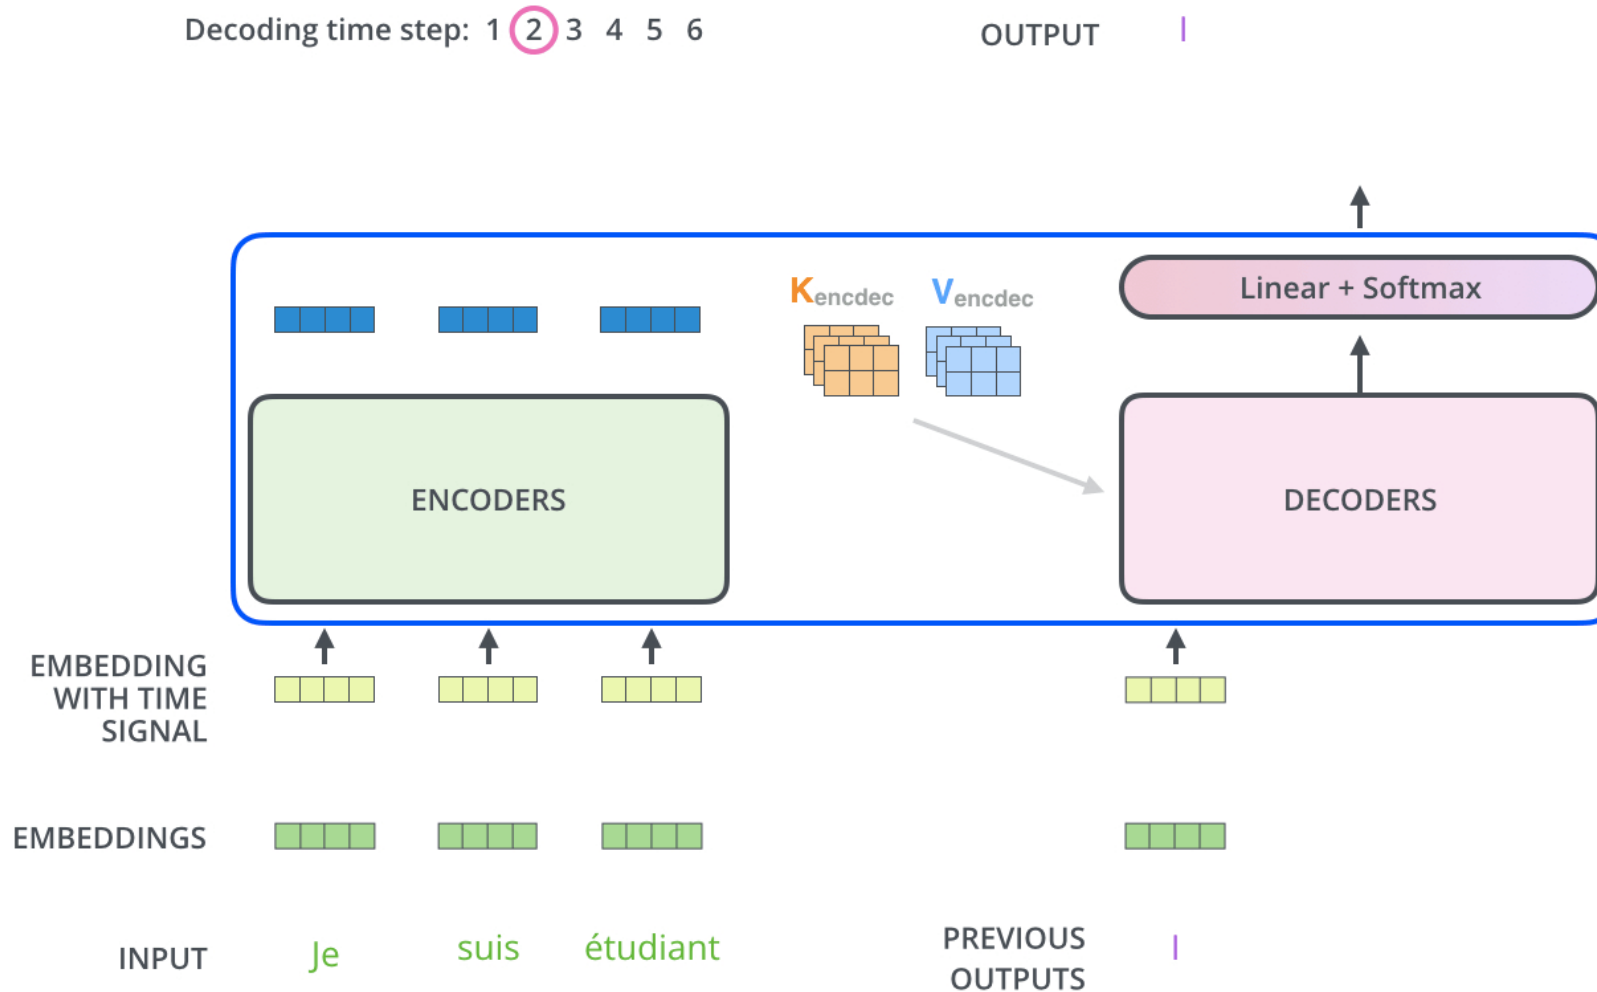 Decoding time step: 1 2 3 4 5 6
OUTPUT I
Kencdec Vencdec
Linear + Softmax
ENCODERS
DECODERS
EMBEDDING
WITH TIME
SIGNAL
EMBEDDINGS
INPUT Je suis étudiant
PREVIOUS
OUTPUTS
I